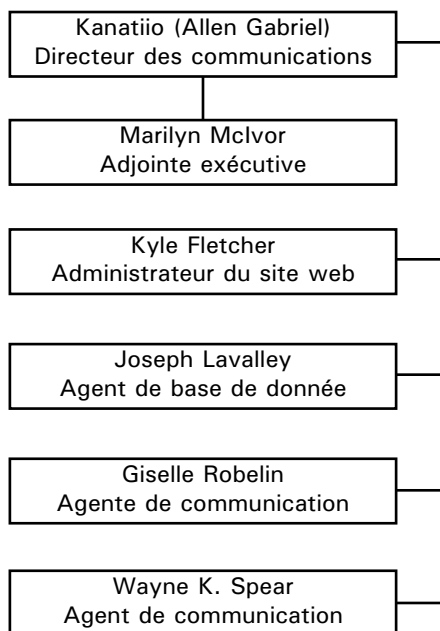 Kanatiio (Allen Gabriel)
Directeur des communications
Marilyn McIvor
Adjointe exécutive
Kyle Fletcher
Administrateur du site web
Joseph Lavalley
Agent de base de donnée
Giselle Robelin
Agente de communication
Wayne K. Spear
Agent de communication